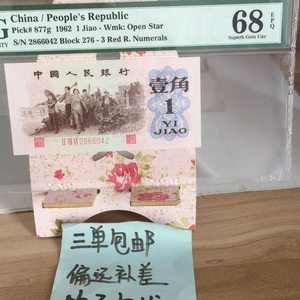 China / People's Republic
68 EPQ
Pick# 877g 1962 1 Jiao - Wmk: Open Star
Superb Gem Unc
S/N 2866042 Block 276 - 3 Red R. Numerals
中国人民银行
壹角
1
YI
JIAO
2866042
三单包邮
偏远补差